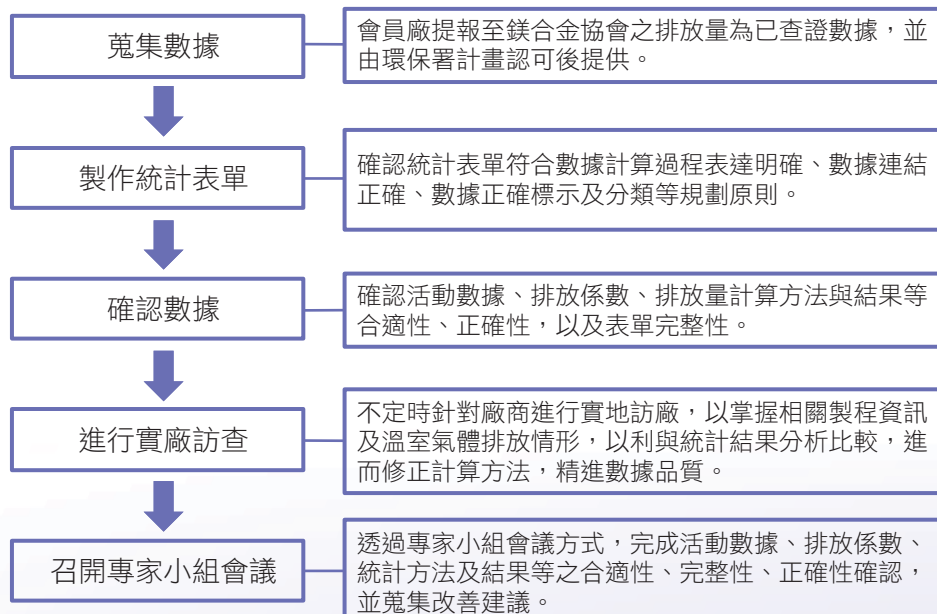 蒐集數據
會員廠提報至鎂合金協會之排放量為已查證數據，並
由環保署計畫認可後提供。
製作統計表單
確認統計表單符合數據計算過程表達明確、數據連結
正確、數據正確標示及分類等規劃原則。
確認數據
確認活動數據、排放係數、排放量計算方法與結果等
合適性、正確性，以及表單完整性。
進行實廠訪查
不定時針對廠商進行實地訪廠，以掌握相關製程資訊
及溫室氣體排放情形，以利與統計結果分析比較，進
而修正計算方法，精進數據品質。
召開專家小組會議
透過專家小組會議方式，完成活動數據、排放係數、
統計方法及結果等之合適性、完整性、正確性確認，
並蒐集改善建議。